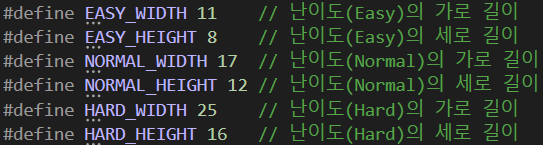 #define EASY_WIDTH 11 // 난이도(Easy)의 가로 길이
#define EASY_HEIGHT 8 // 난이도(Easy)의 세로 길이
#define NORMAL_WIDTH 17 // 난이도(Normal)의 가로 길이
#define NORMAL_HEIGHT 12 // 난이도(Normal)의 세로 길이
#define HARD_WIDTH 25 // 난이도(Hard)의 가로 길이
#define HARD_HEIGHT 16 // 난이도(Hard)의 세로 길이